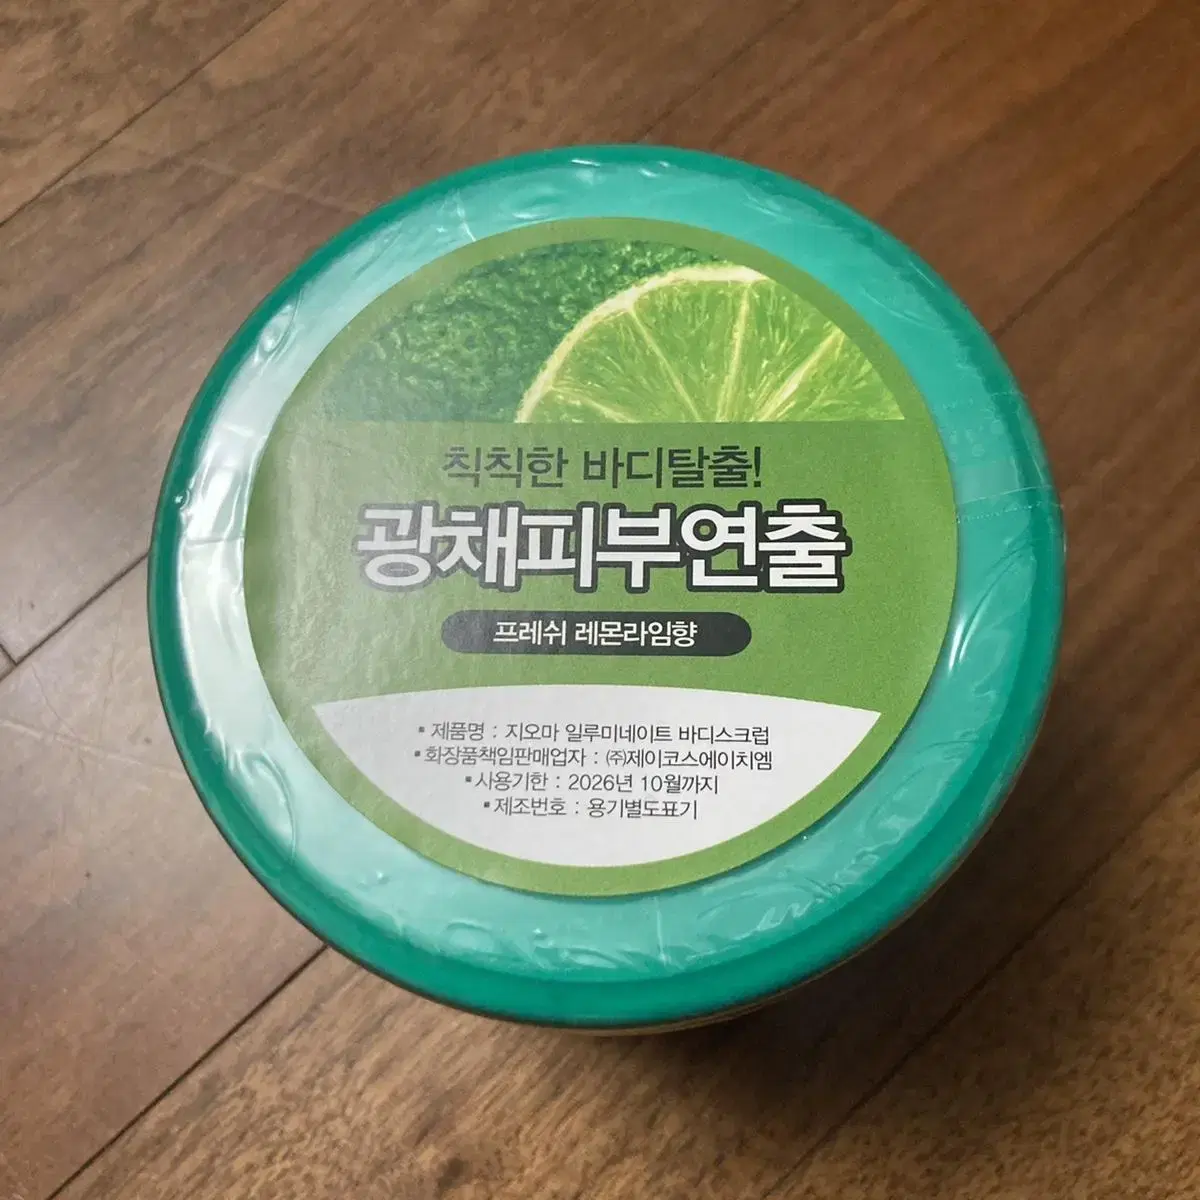 칙칙한 바디탈출!
광채피부연출
프레쉬 레몬라임향
▪ 제품명 : 지오마 일루미네이트 바디스크럽
▪ 화장품책임판매업자 : ㈜제이코스에이치엠
▪ 사용기한 : 2026년 10월까지
▪ 제조번호 : 용기별도표기